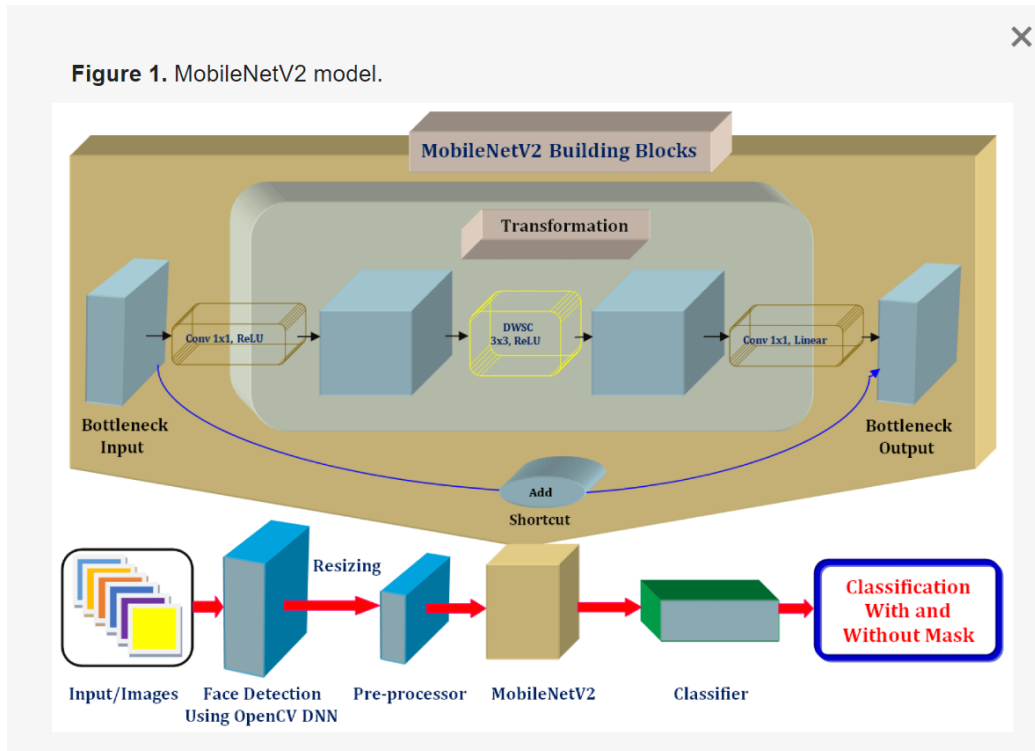 Figure 1. MobileNetV2 model.
MobileNetV2 Building Blocks
Transformation
Conv 1x1, ReLU
DWSC
3x3, ReLU
Conv 1x1, Linear
Bottleneck
Input
Bottleneck
Output
Add
Shortcut
Resizing
Classification
With and
Without Mask
Input/Images
Face Detection
Using OpenCV DNN
Pre-processor
MobileNetV2
Classifier